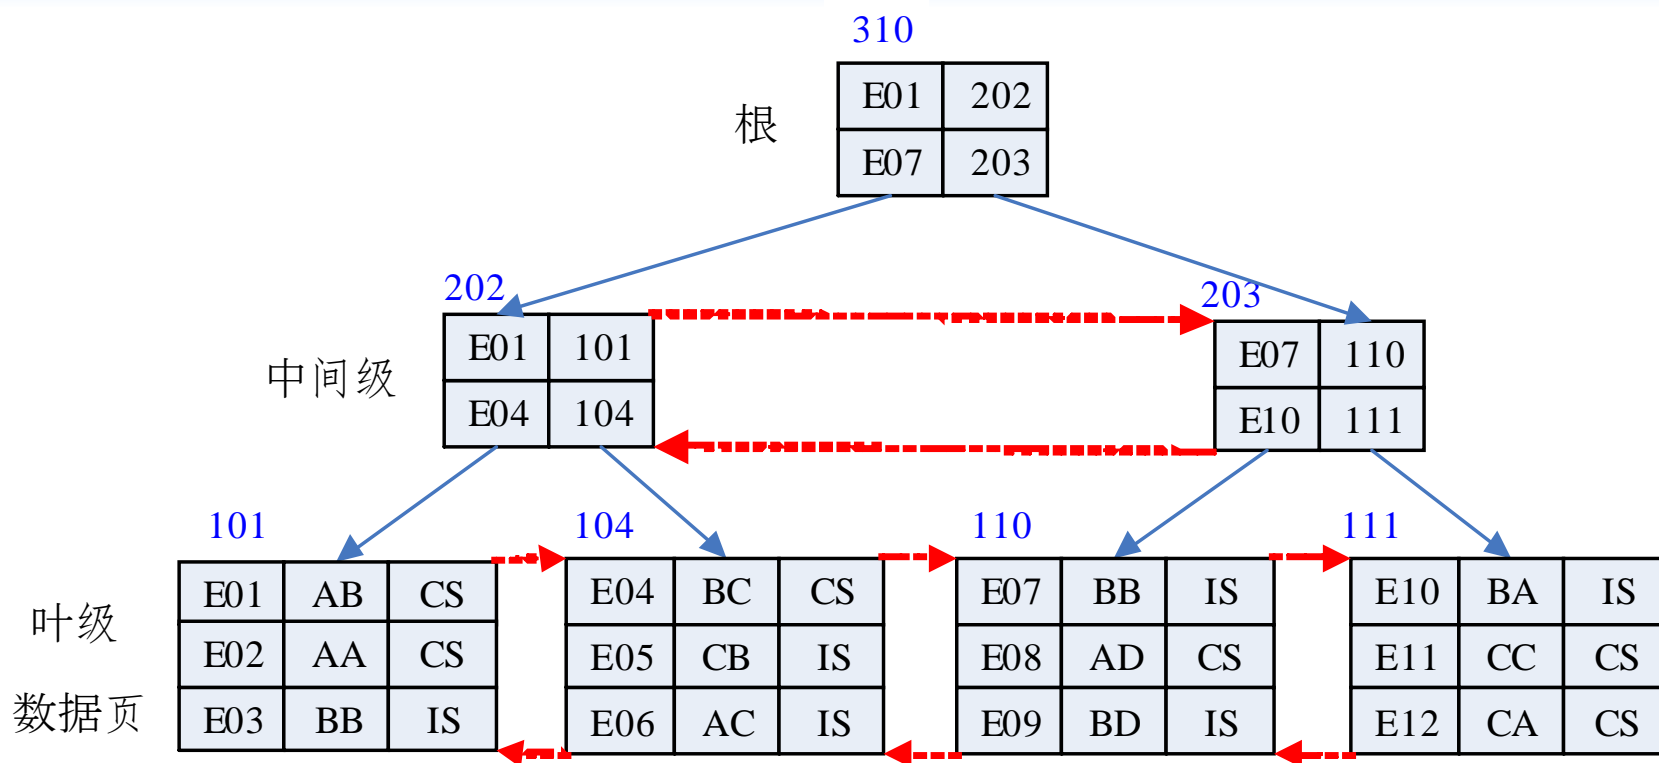 310
E01 202
根
E07 203
202 203
E01 101 E07 110
中间级
E04 104 E10 111
101 104 110 111
E01 AB CS E04 BC CS E07 BB IS E10 BA IS
叶级
E02 AA CS E05 CB IS E08 AD CS E11 CC CS
数据页
E03 BB IS E06 AC IS E09 BD IS E12 CA CS